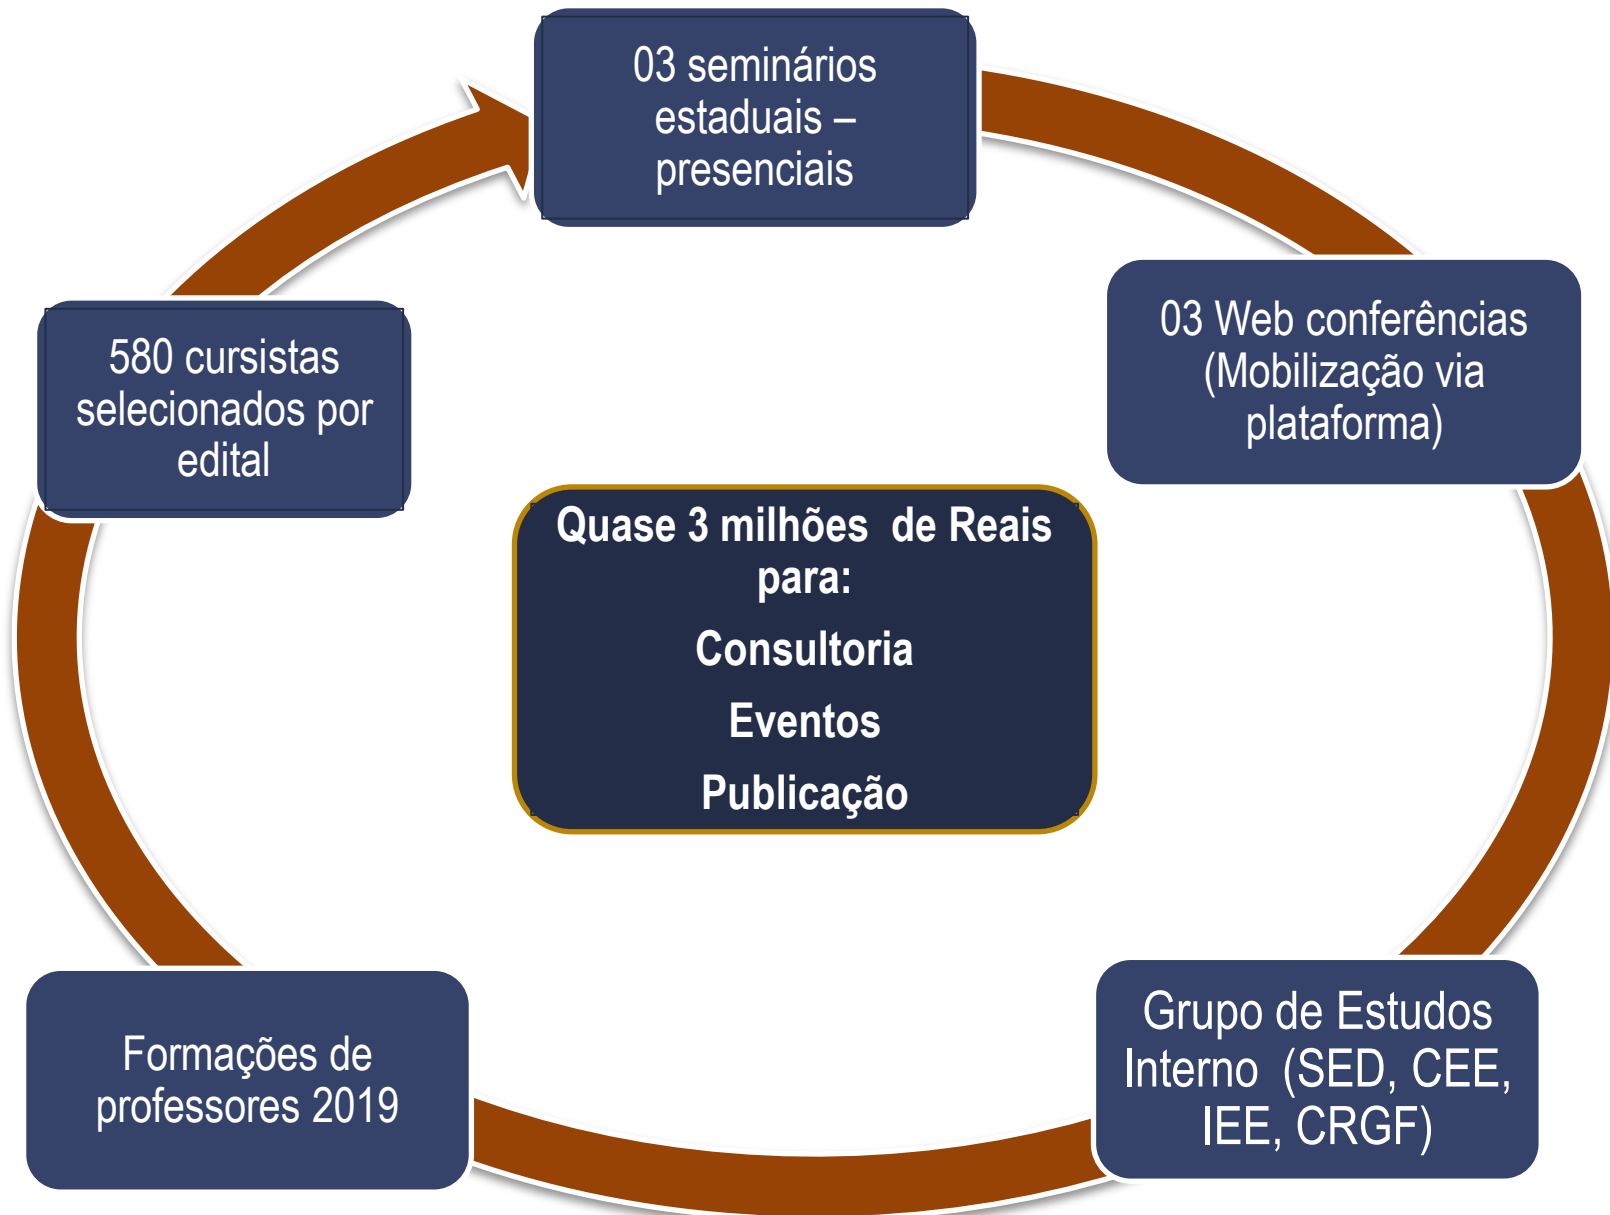 03 seminários
estaduais –
presenciais
03 Web conferências
(Mobilização via
plataforma)
Grupo de Estudos
Interno (SED, CEE,
IEE, CRGF)
Formações de
professores 2019
580 cursistas
selecionados por
edital
Quase 3 milhões de Reais
para:
Consultoria
Eventos
Publicação